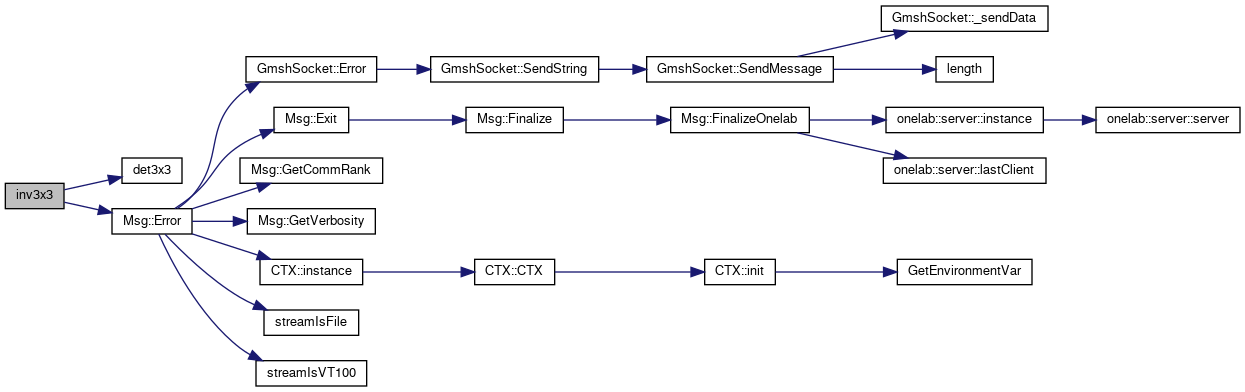 GmshSocket::_sendData
GmshSocket::Error
GmshSocket::SendString
GmshSocket::SendMessage
length
Msg::Exit
Msg::Finalize
Msg::FinalizeOnelab
onelab::server::instance
onelab::server::server
det3x3
Msg::GetCommRank
onelab::server::lastClient
inv3x3
Msg::Error
Msg::GetVerbosity
CTX::instance
CTX::CTX
CTX::init
GetEnvironmentVar
streamIsFile
streamIsVT100